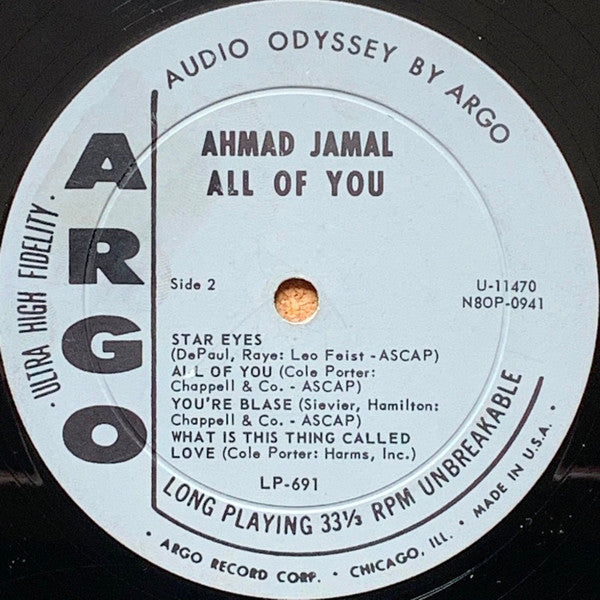 AUDIO ODYSSEY BY ARGO
ARGO
· ULTRA HIGH FIDELITY ·
AHMAD JAMAL
ALL OF YOU
Side 2
U-11470
N8OP-0941
STAR EYES
(DePaul, Raye: Leo Feist - ASCAP)
ALL OF YOU (Cole Porter:
Chappell & Co. - ASCAP)
YOU'RE BLASE (Sievier, Hamilton:
Chappell & Co. - ASCAP)
WHAT IS THIS THING CALLED
LOVE (Cole Porter: Harms, Inc.)
LP-691
LONG PLAYING 33⅓ RPM UNBREAKABLE
· ARGO RECORD CORP. · CHICAGO, ILL. · MADE IN U.S.A. ·